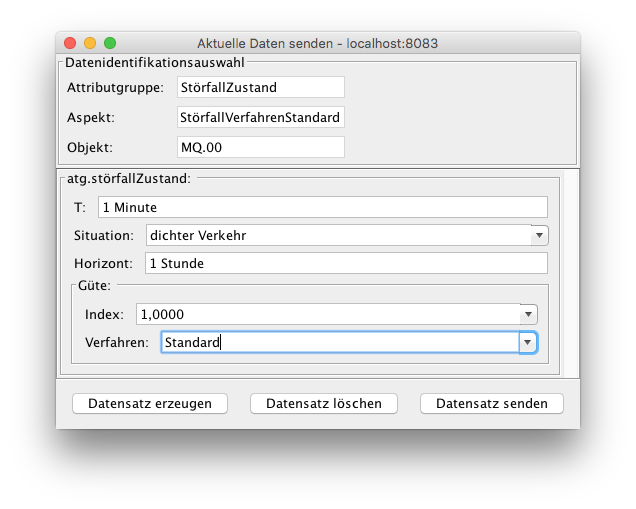 Aktuelle Daten senden - localhost:8083
Datenidentifikationsauswahl
Attributgruppe: StörfallZustand
Aspekt: StörfallVerfahrenStandard
Objekt: MQ.00
atg.störfallZustand:
T: 1 Minute
Situation: dichter Verkehr
Horizont: 1 Stunde
Güte:
Index: 1,0000
Verfahren: Standard
Datensatz erzeugen Datensatz löschen Datensatz senden